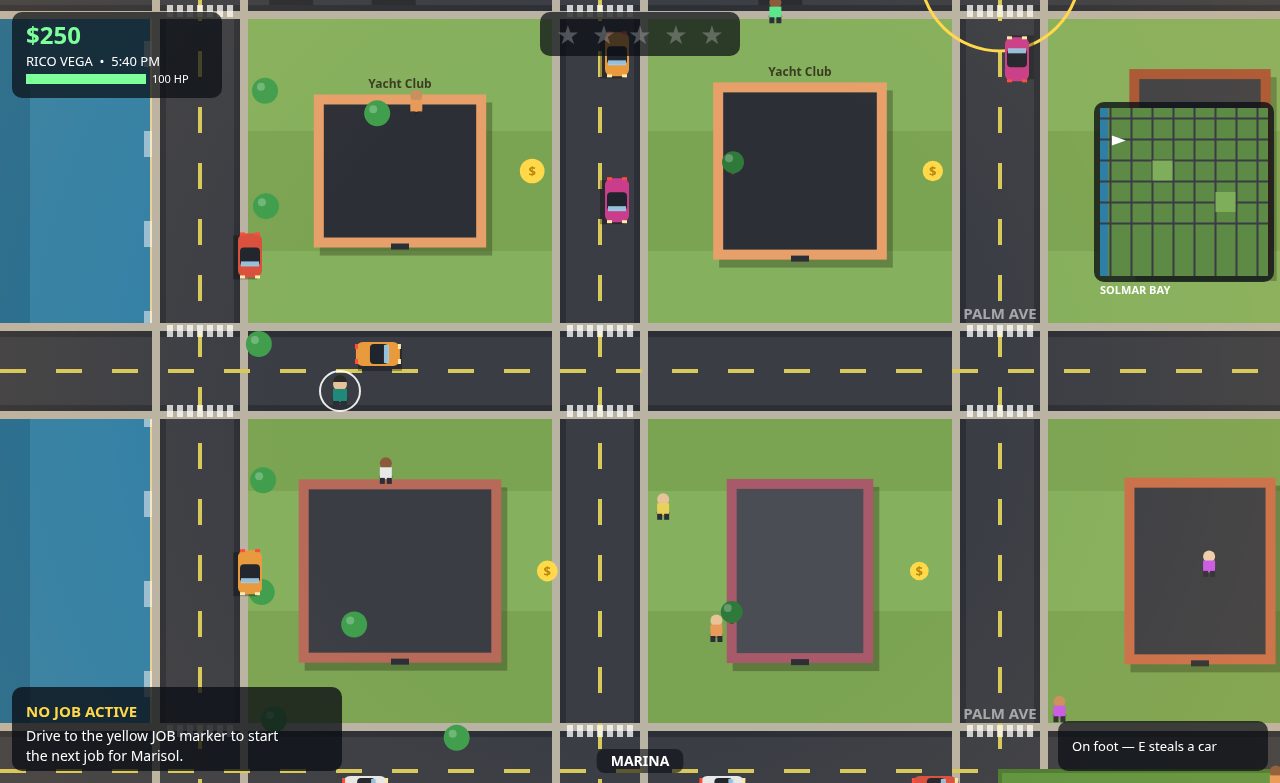 $250
RICO VEGA • 5:40 PM
100 HP
Yacht Club
Yacht Club
$
$
SOLMAR BAY
PALM AVE
$
$
PALM AVE
NO JOB ACTIVE
Drive to the yellow JOB marker to start
the next job for Marisol.
MARINA
On foot — E steals a car